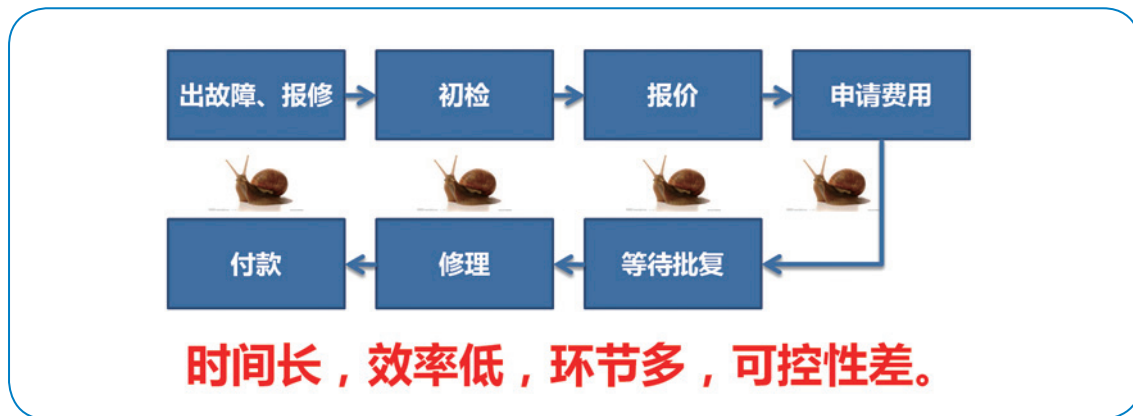 出故障、报修
初检
报价
申请费用
等待批复
修理
付款
时间长，效率低，环节多，可控性差。